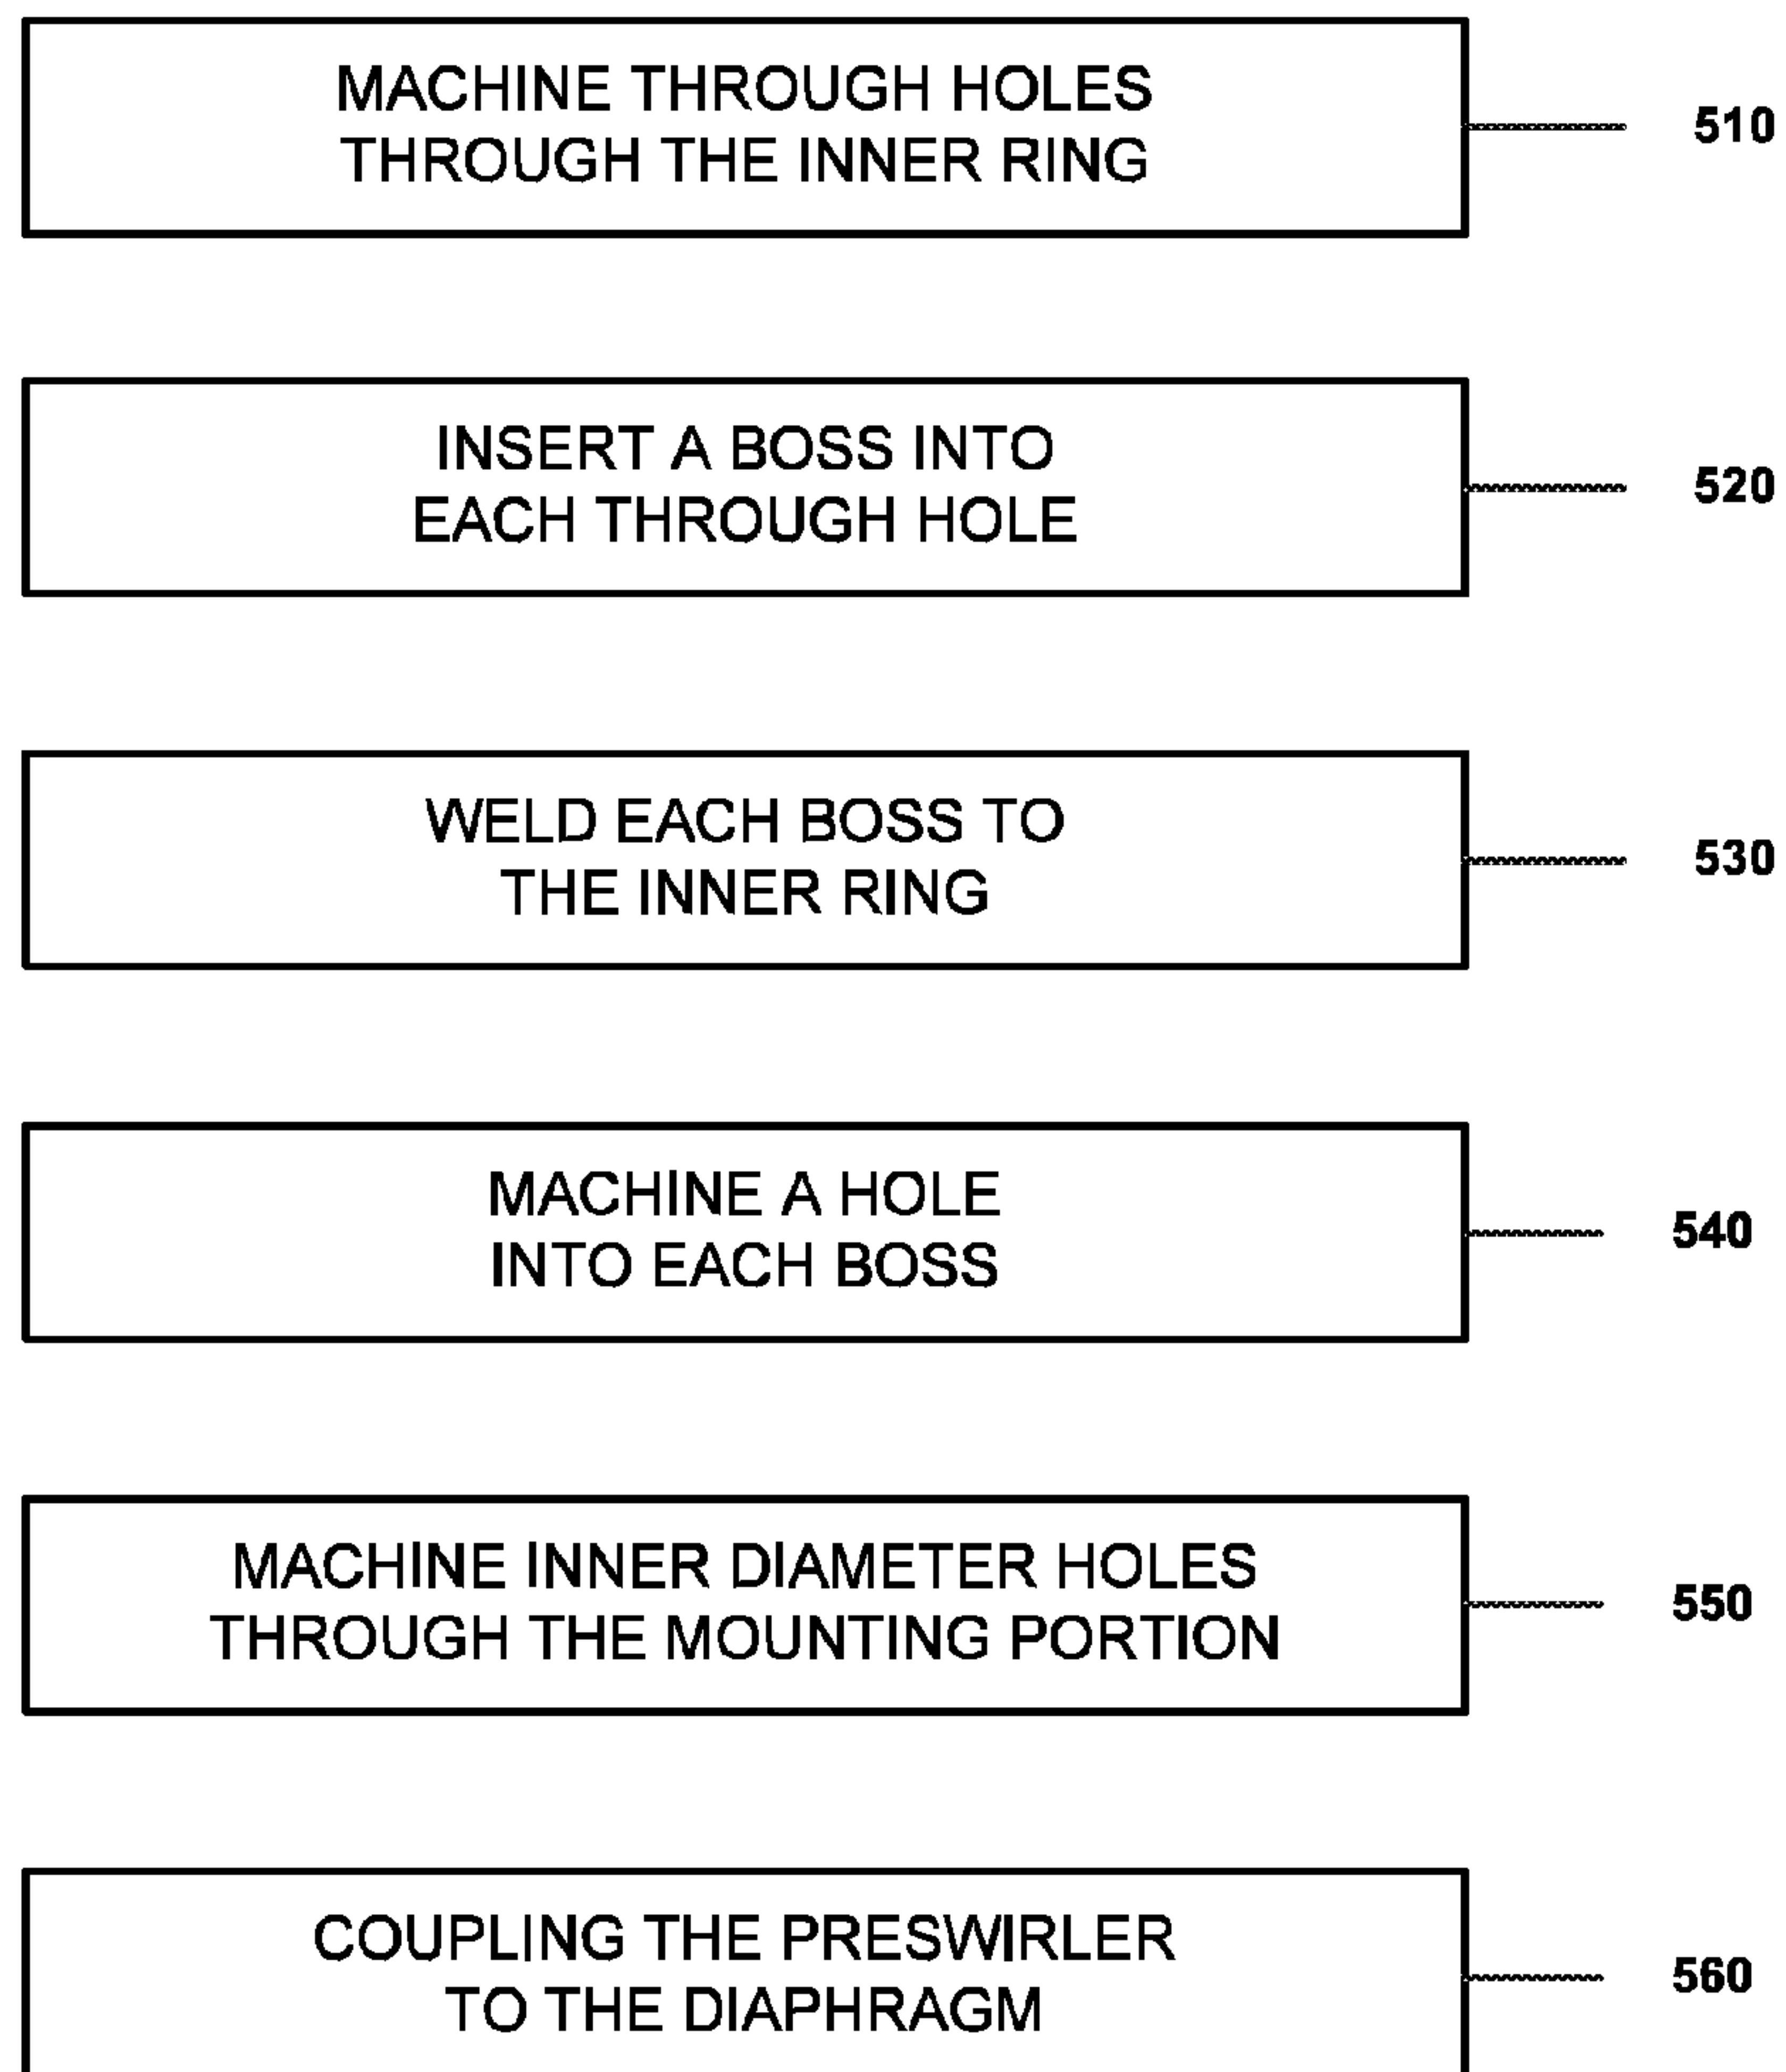 MACHINE THROUGH HOLES
THROUGH THE INNER RING
510
INSERT A BOSS INTO
EACH THROUGH HOLE
520
WELD EACH BOSS TO
THE INNER RING
530
MACHINE A HOLE
INTO EACH BOSS
540
MACHINE INNER DIAMETER HOLES
THROUGH THE MOUNTING PORTION
550
COUPLING THE PRESWIRLER
TO THE DIAPHRAGM
560